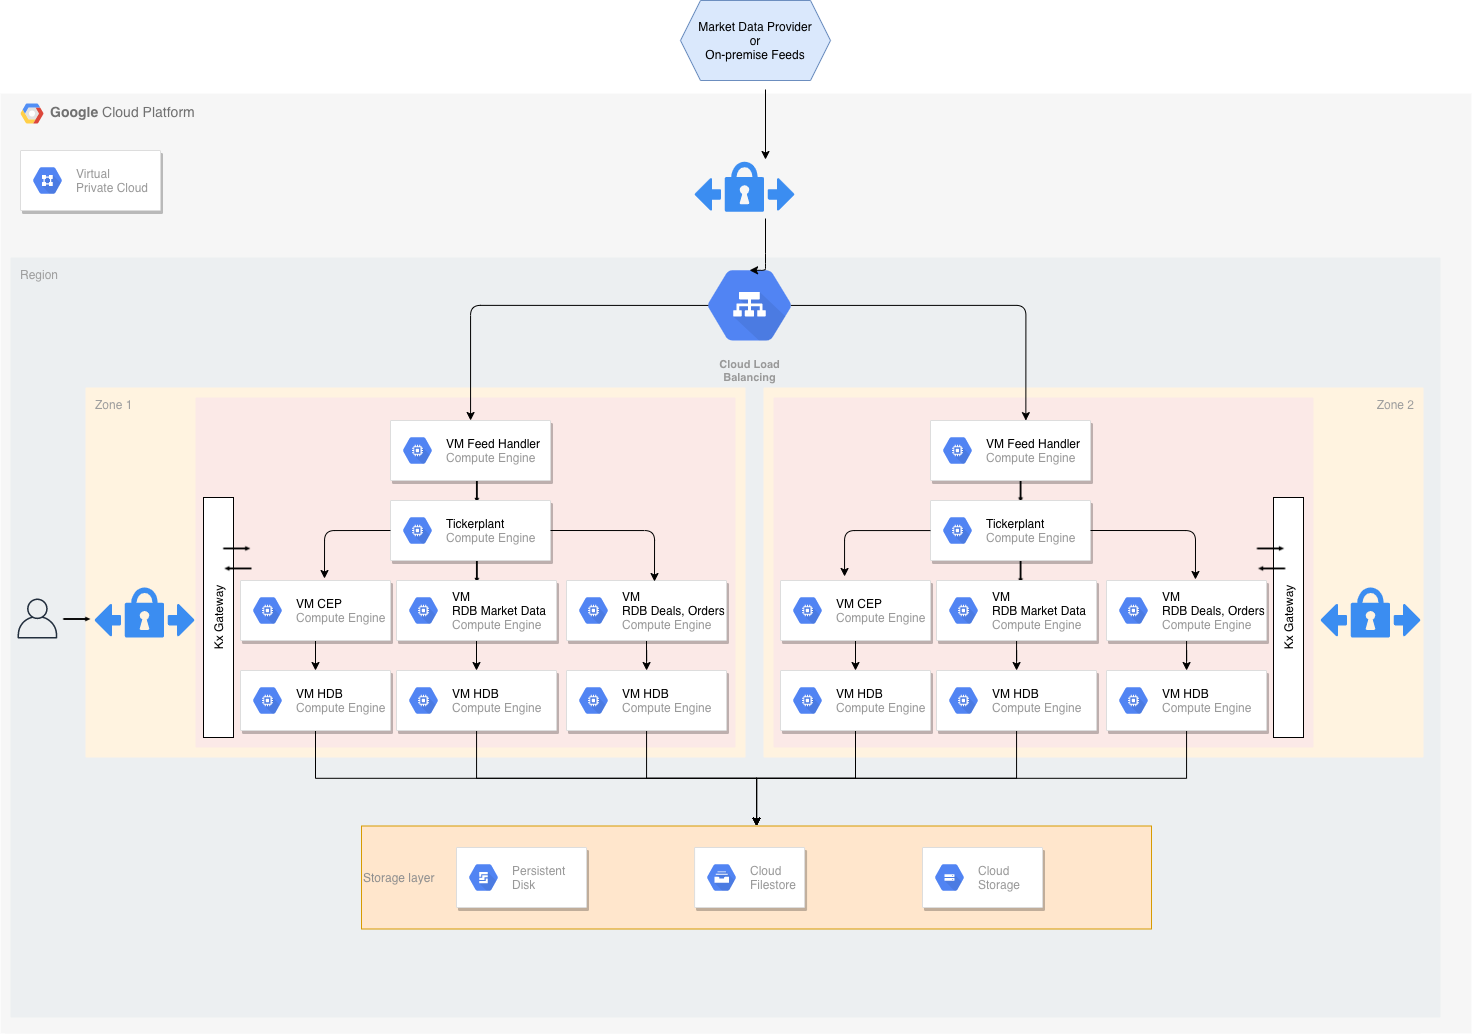 Market Data Provider
or
On-premise Feeds
Google Cloud Platform
Virtual
Private Cloud
Region
Cloud Load
Balancing
Zone 1
Zone 2
VM Feed Handler
Compute Engine
VM Feed Handler
Compute Engine
Tickerplant
Compute Engine
Tickerplant
Compute Engine
Kx Gateway
VM CEP
Compute Engine
VM
RDB Market Data
Compute Engine
VM
RDB Deals, Orders
Compute Engine
VM CEP
Compute Engine
VM
RDB Market Data
Compute Engine
VM
RDB Deals, Orders
Compute Engine
Kx Gateway
VM HDB
Compute Engine
VM HDB
Compute Engine
VM HDB
Compute Engine
VM HDB
Compute Engine
VM HDB
Compute Engine
VM HDB
Compute Engine
Storage layer
Persistent
Disk
Cloud
Filestore
Cloud
Storage